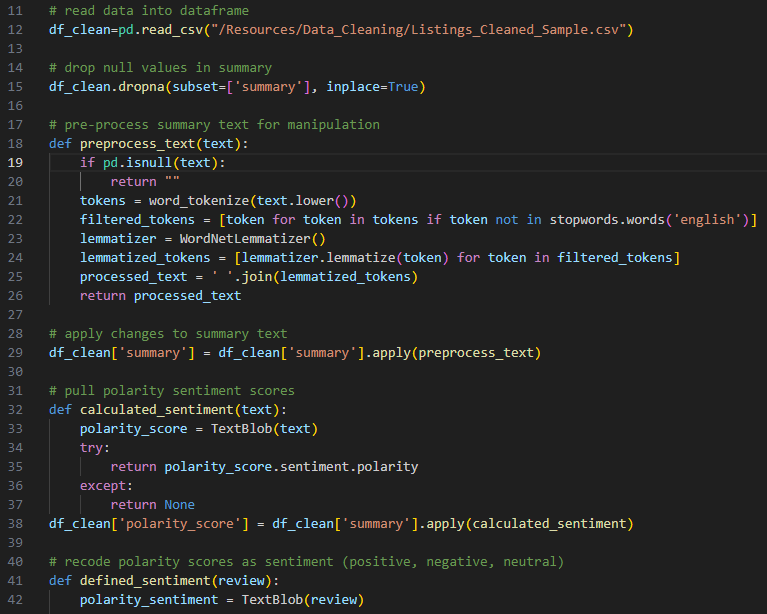 11 # read data into dataframe
12 df_clean=pd.read_csv("/Resources/Data_Cleaning/Listings_Cleaned_Sample.csv")
13
14 # drop null values in summary
15 df_clean.dropna(subset=['summary'], inplace=True)
16
17 # pre-process summary text for manipulation
18 def preprocess_text(text):
19     if pd.isnull(text):
20         return ""
21     tokens = word_tokenize(text.lower())
22     filtered_tokens = [token for token in tokens if token not in stopwords.words('english')]
23     lemmatizer = WordNetLemmatizer()
24     lemmatized_tokens = [lemmatizer.lemmatize(token) for token in filtered_tokens]
25     processed_text = ' '.join(lemmatized_tokens)
26     return processed_text
27
28 # apply changes to summary text
29 df_clean['summary'] = df_clean['summary'].apply(preprocess_text)
30
31 # pull polarity sentiment scores
32 def calculated_sentiment(text):
33     polarity_score = TextBlob(text)
34     try:
35         return polarity_score.sentiment.polarity
36     except:
37         return None
38 df_clean['polarity_score'] = df_clean['summary'].apply(calculated_sentiment)
39
40 # recode polarity scores as sentiment (positive, negative, neutral)
41 def defined_sentiment(review):
42     polarity_sentiment = TextBlob(review)